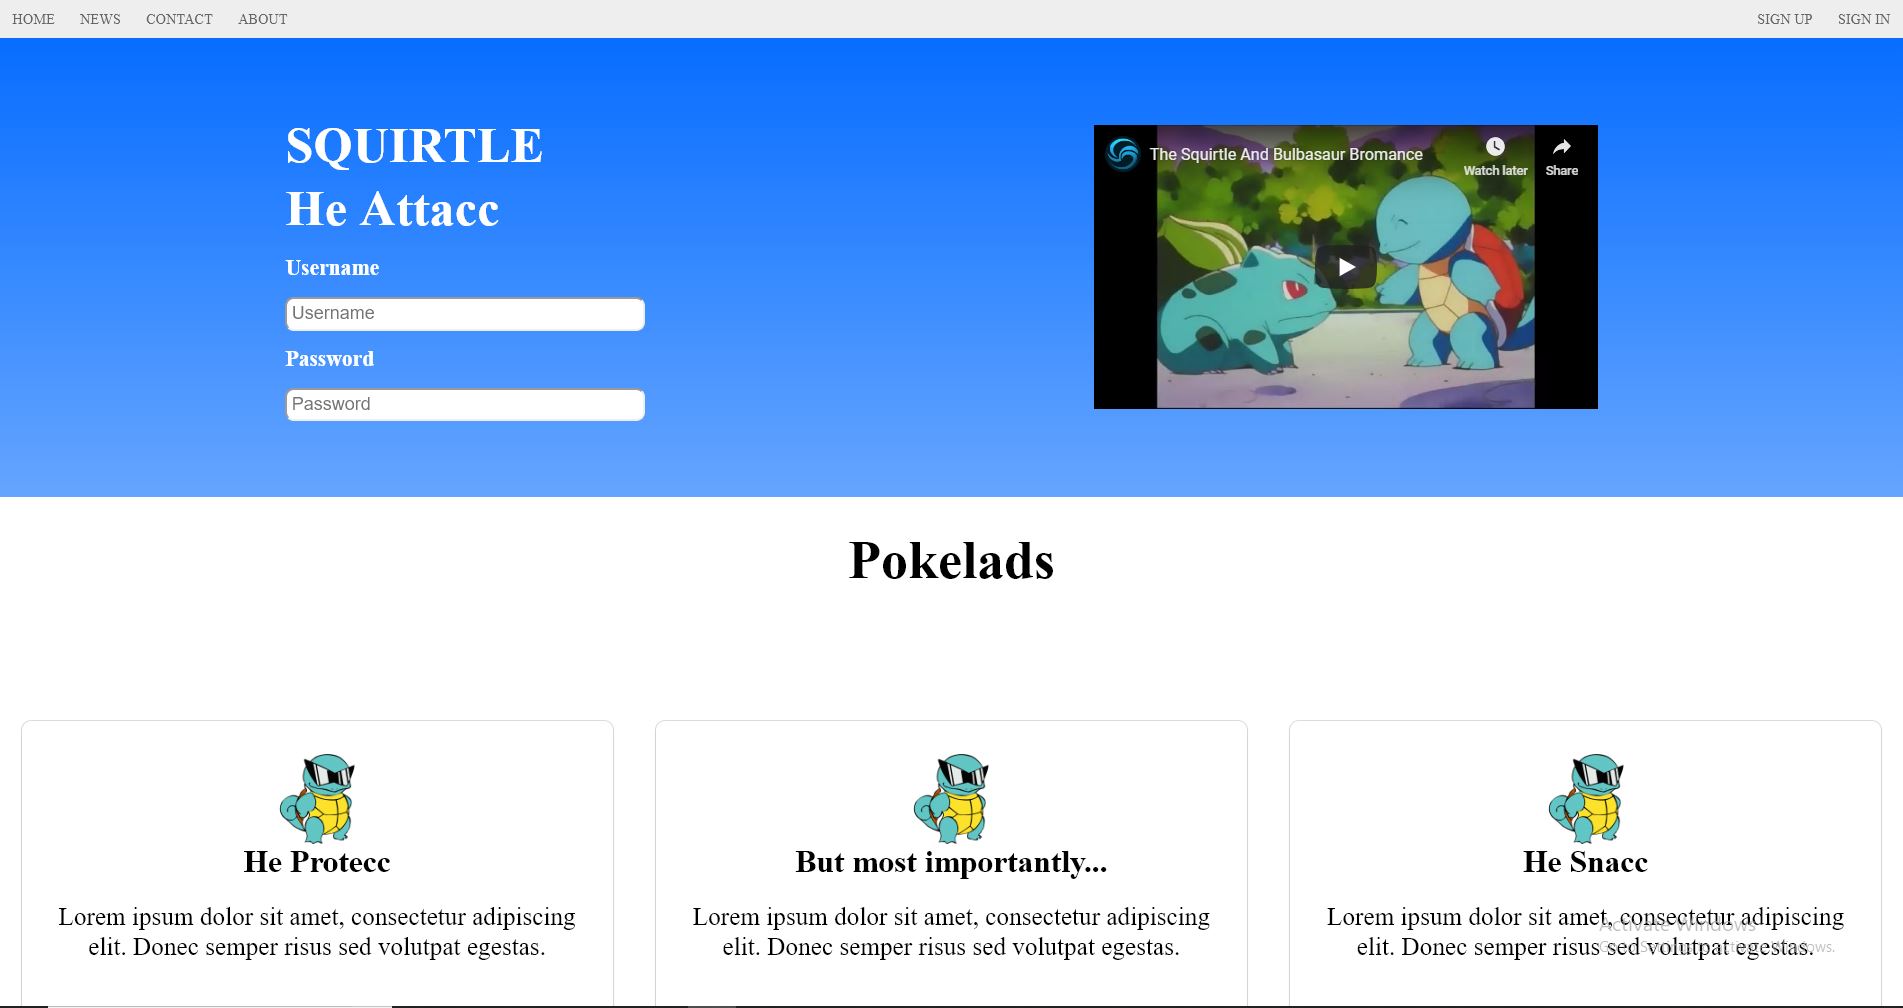 HOME NEWS CONTACT ABOUT SIGN UP SIGN IN
SQUIRTLE
He Attacc
Username
Username
Password
Password
The Squirtle And Bulbasaur Bromance
Watch later
Share
Pokelads
He Protecc
Lorem ipsum dolor sit amet, consectetur adipiscing
elit. Donec semper risus sed volutpat egestas.
But most importantly...
Lorem ipsum dolor sit amet, consectetur adipiscing
elit. Donec semper risus sed volutpat egestas.
He Snacc
Lorem ipsum dolor sit amet, consectetur adipiscing
elit. Donec semper risus sed volutpat egestas.
Activate Windows
Go to Settings to activate Windows.